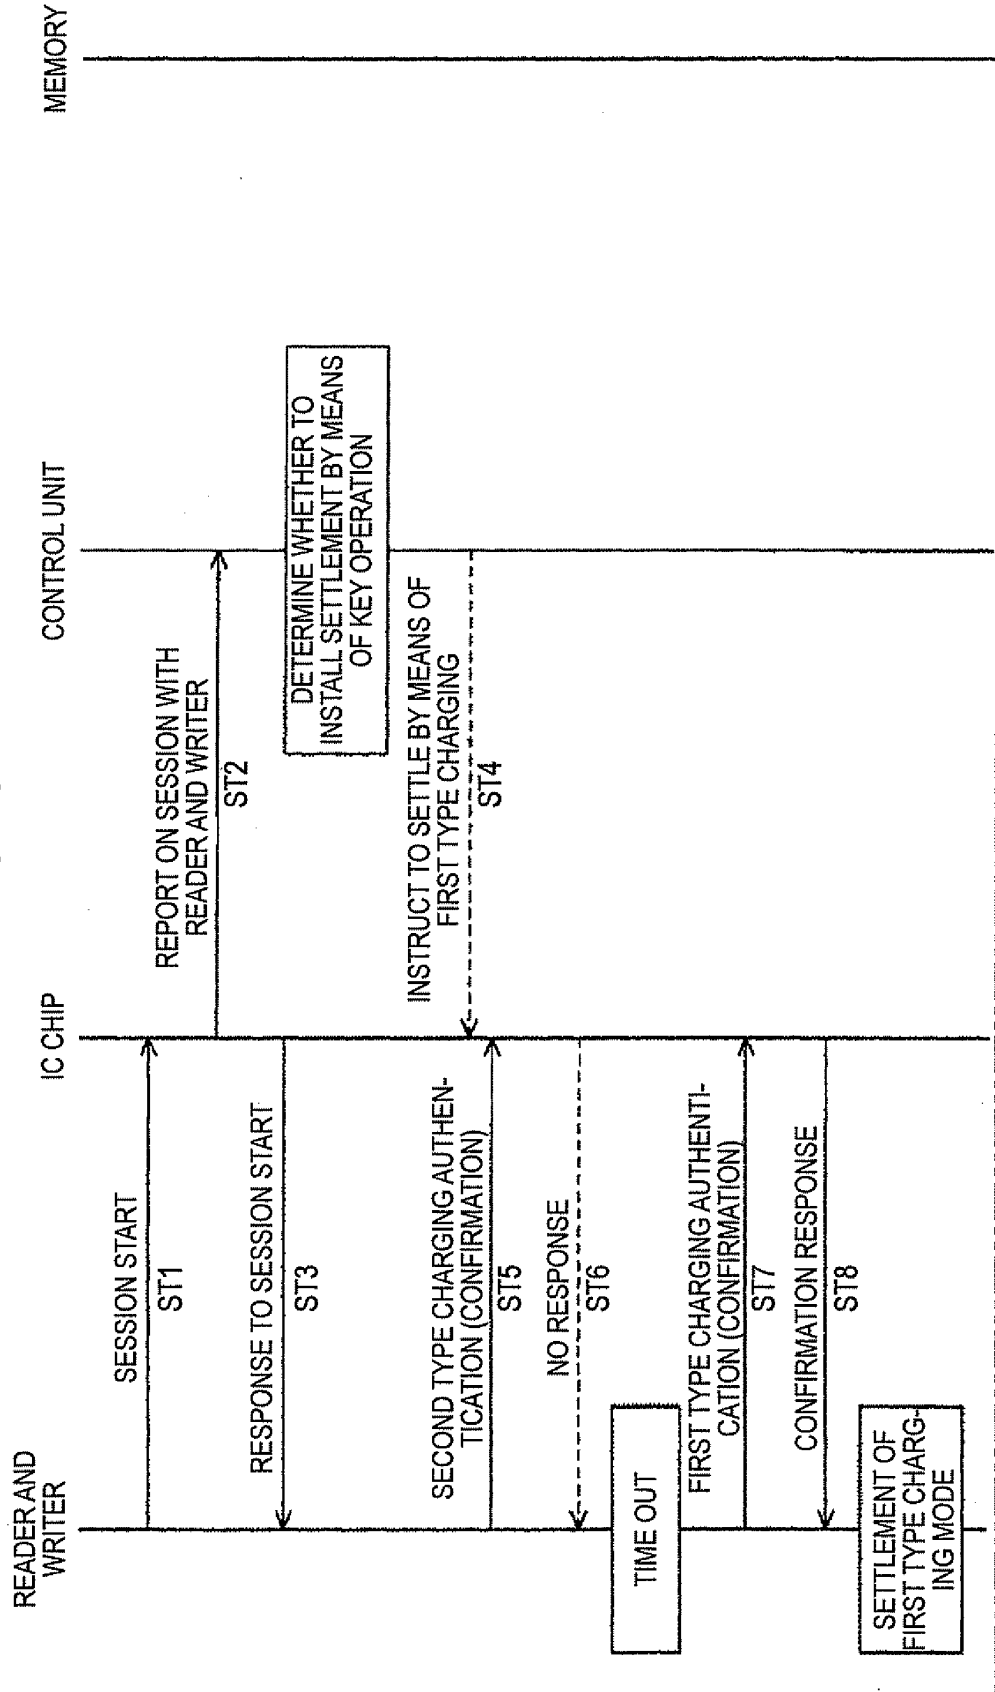 READER AND
WRITER
IC CHIP
CONTROL UNIT
MEMORY
SESSION START
ST1
REPORT ON SESSION WITH
READER AND WRITER
ST2
RESPONSE TO SESSION START
ST3
DETERMINE WHETHER TO
INSTALL SETTLEMENT BY MEANS
OF KEY OPERATION
INSTRUCT TO SETTLE BY MEANS OF
FIRST TYPE CHARGING
ST4
SECOND TYPE CHARGING AUTHEN-
TICATION (CONFIRMATION)
ST5
NO RESPONSE
ST6
TIME OUT
FIRST TYPE CHARGING AUTHENTI-
CATION (CONFIRMATION)
ST7
CONFIRMATION RESPONSE
ST8
SETTLEMENT OF
FIRST TYPE CHARG-
ING MODE